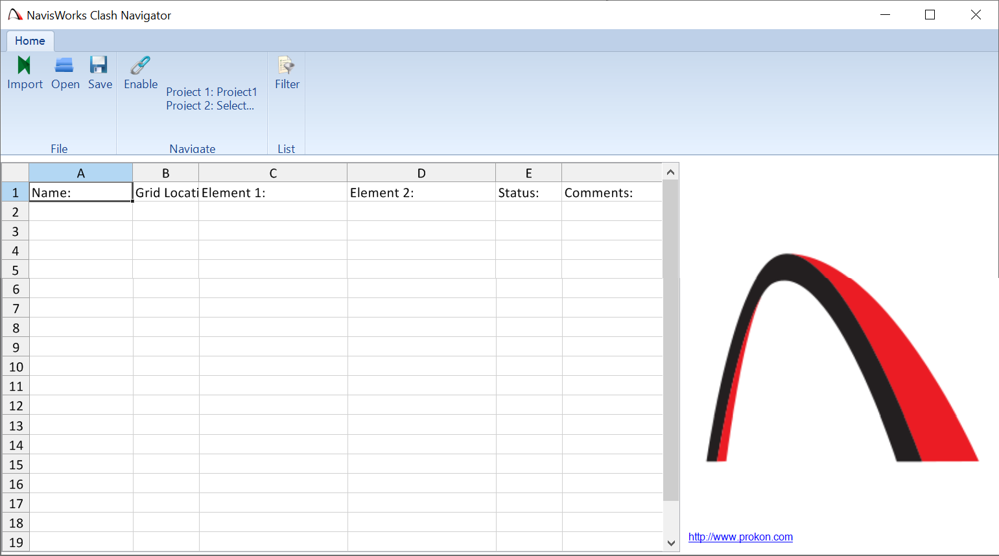 NavisWorks Clash Navigator
Home
Import Open Save Enable Filter
Project 1: Project1
Project 2: Select...
File Navigate List
A B C D E
1 Name: Grid Locati Element 1: Element 2: Status: Comments:
2
3
4
5
6
7
8
9
10
11
12
13
14
15
16
17
18
19
http://www.prokon.com